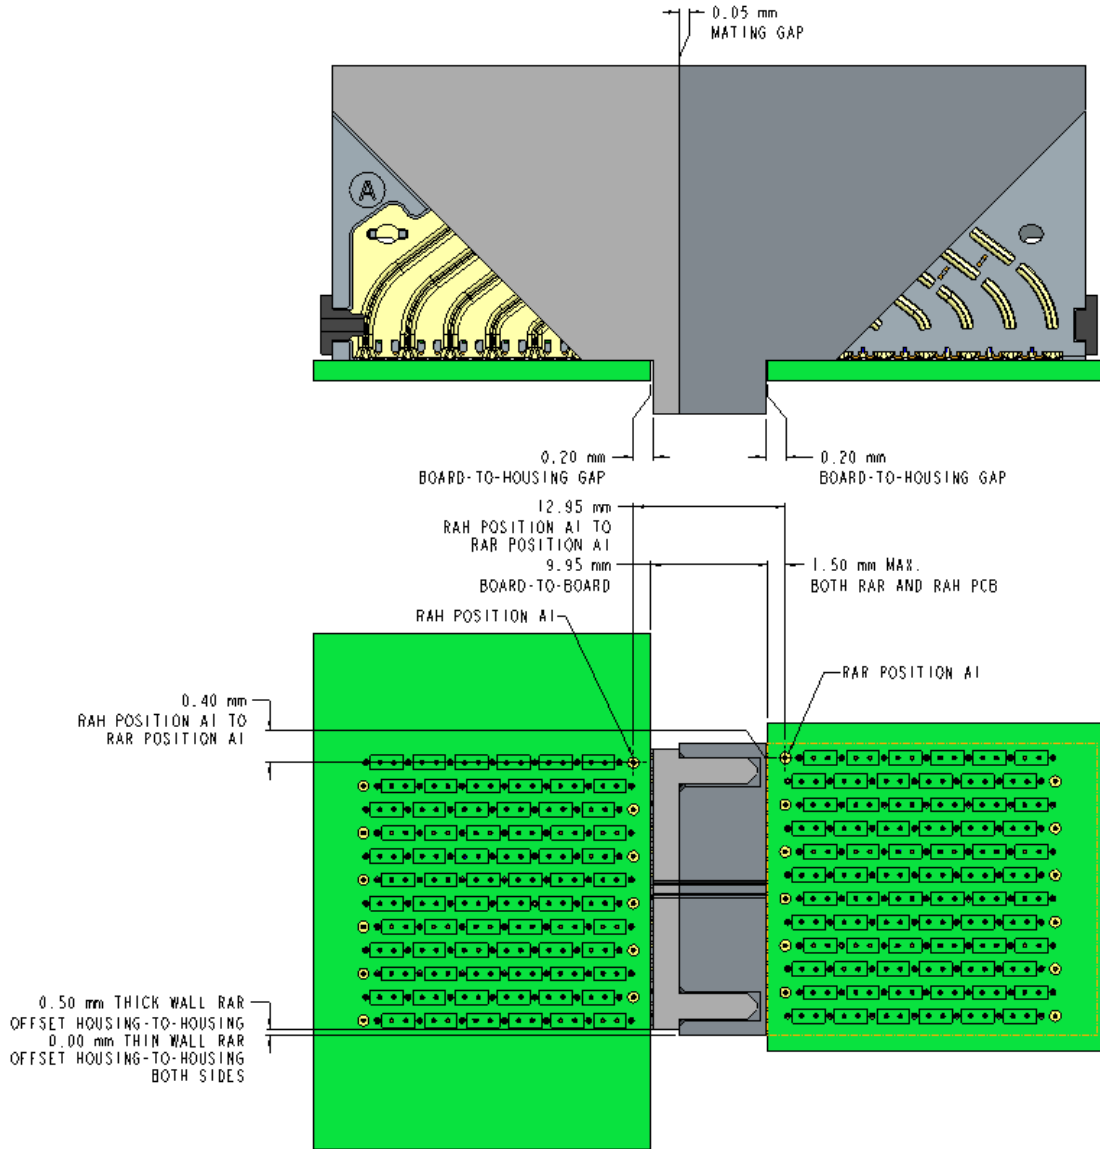 0.05 mm
MATING GAP
A
0.20 mm
BOARD-TO-HOUSING GAP
0.20 mm
BOARD-TO-HOUSING GAP
12.95 mm
RAH POSITION A1 TO
RAR POSITION A1
9.95 mm
BOARD-TO-BOARD
1.50 mm MAX.
BOTH RAR AND RAH PCB
RAH POSITION A1
RAR POSITION A1
0.40 mm
RAH POSITION A1 TO
RAR POSITION A1
0.50 mm THICK WALL RAR
OFFSET HOUSING-TO-HOUSING
0.00 mm THIN WALL RAR
OFFSET HOUSING-TO-HOUSING
BOTH SIDES